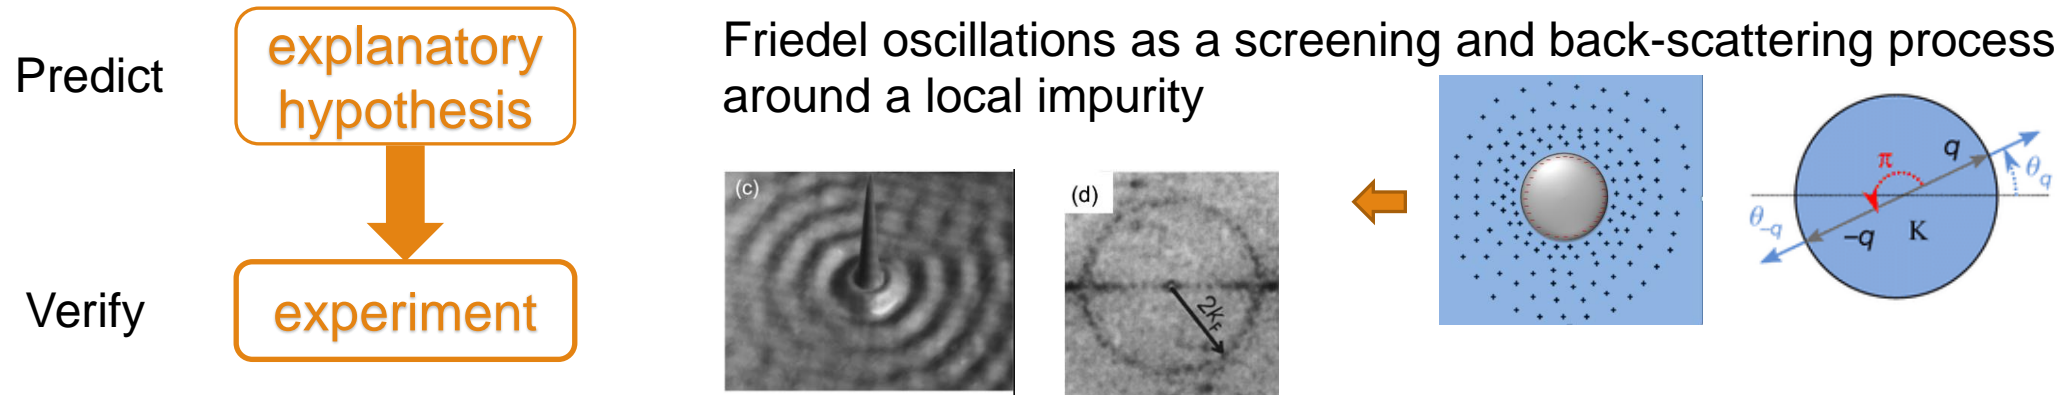 Predict
explanatory
hypothesis
Verify
experiment
Friedel oscillations as a screening and back-scattering process
around a local impurity
(c)
(d)
2k_F
π
q
θ_q
θ_-q
-q
K